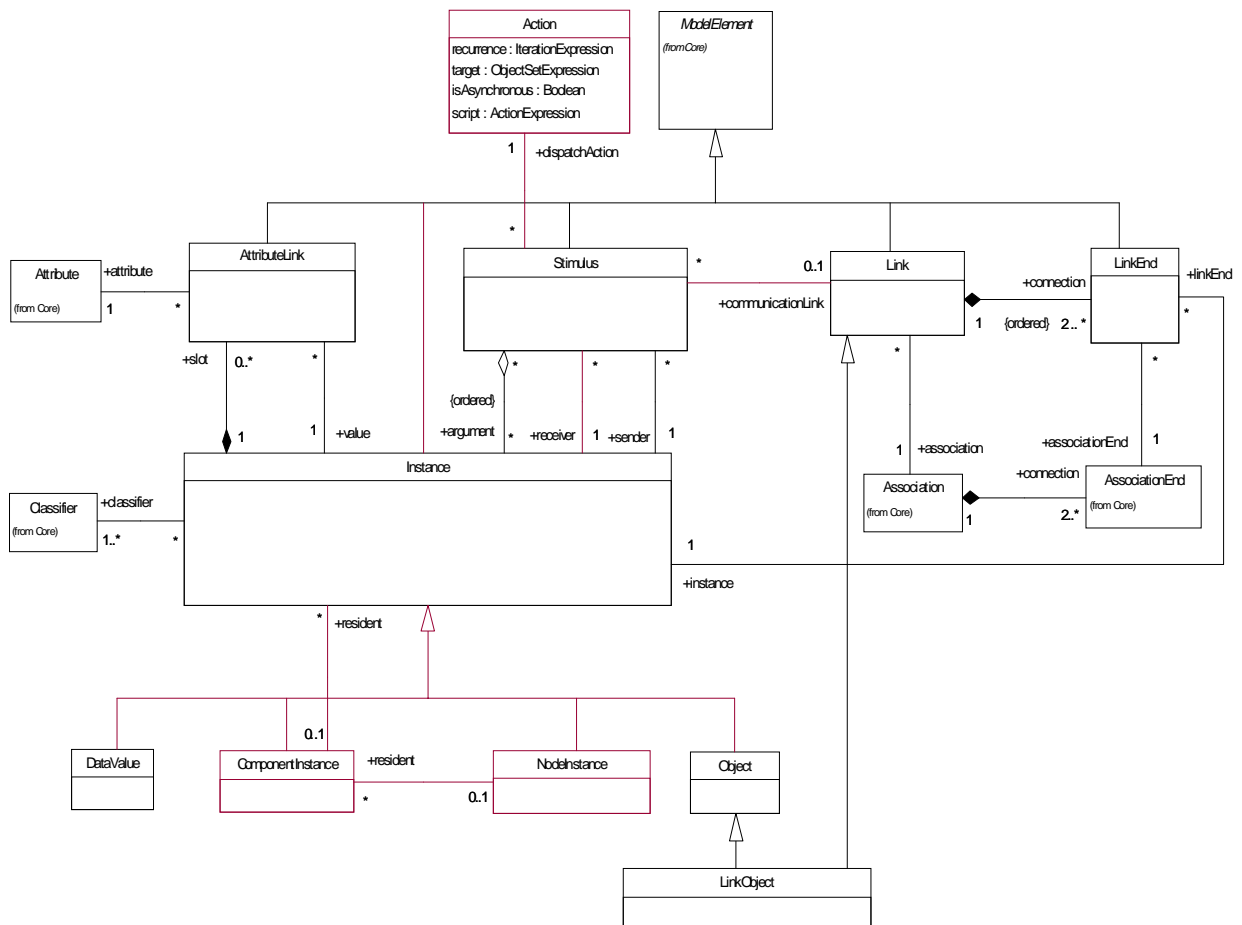 Action
recurrence : IterationExpression
target : ObjectSetExpression
isAsynchronous : Boolean
script : ActionExpression
ModelElement
(from Core)
1
+dispatchAction
*
AttributeLink
Stimulus
Link
LinkEnd
Attribute
(from Core)
+attribute
1
*
*
0..1
+communicationLink
+connection
1
{ordered}
2..*
+linkEnd
*
+slot
0..*
*
1
1
+value
{ordered}
+argument
*
*
*
+receiver
1
*
+sender
1
*
1
+association
*
+associationEnd
1
Instance
Classifier
(from Core)
+classifier
1..*
*
Association
(from Core)
+connection
1
2..*
AssociationEnd
(from Core)
1
+instance
*
+resident
0..1
DataValue
ComponentInstance
+resident
*
0..1
NodeInstance
Object
LinkObject